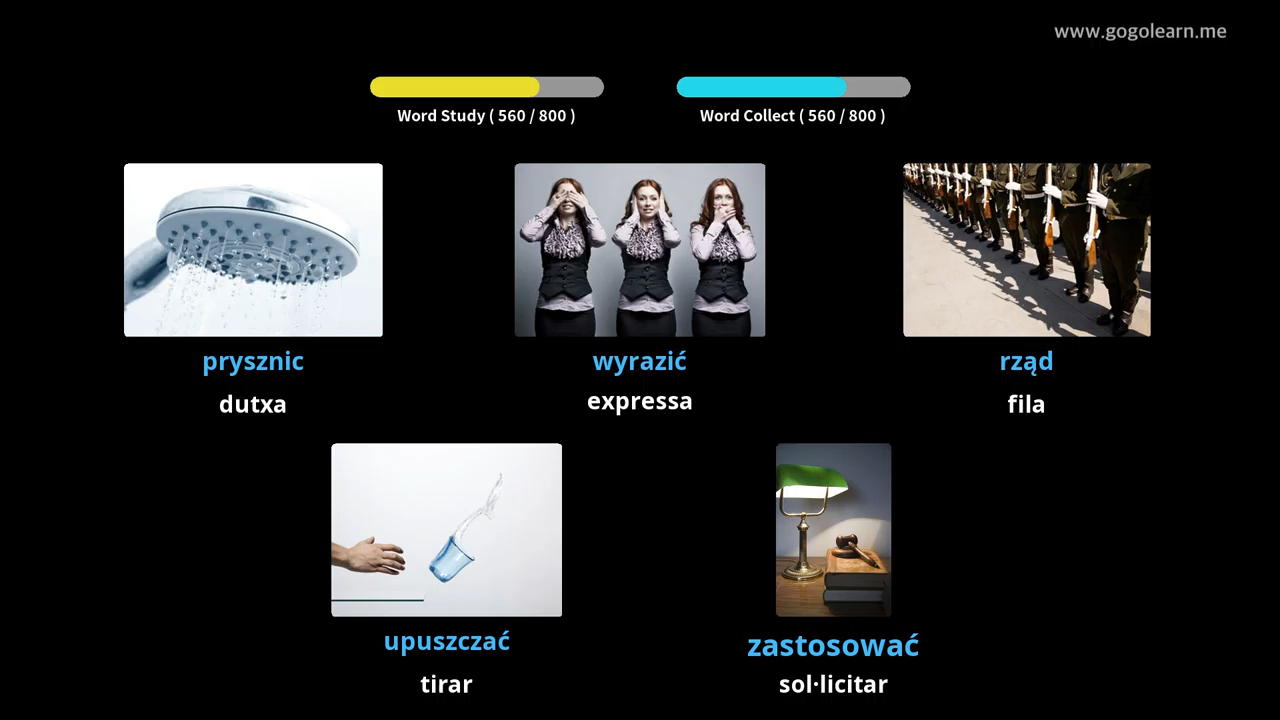 www.gogolearn.me
Word Study ( 560 / 800 )
Word Collect ( 560 / 800 )
prysznic
wyrazić
rząd
dutxa
expressa
fila
upuszczać
zastosować
tirar
sol·licitar